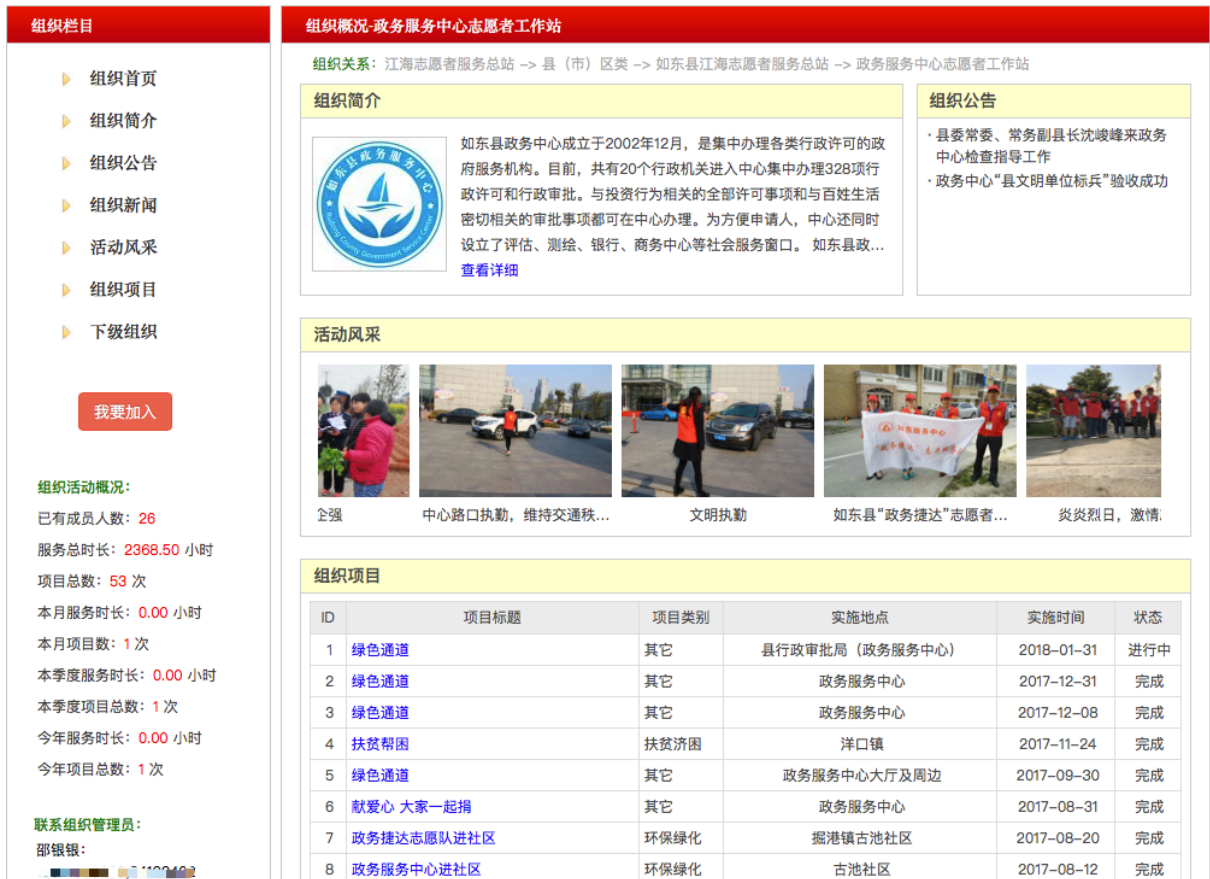 组织栏目
组织首页
组织简介
组织公告
组织新闻
活动风采
组织项目
下级组织
我要加入
组织活动概况：
已有成员人数：26
服务总时长：2368.50 小时
项目总数：53 次
本月服务时长：0.00 小时
本月项目数：1 次
本季度服务时长：0.00 小时
本季度项目总数：1 次
今年服务时长：0.00 小时
今年项目总数：1 次
联系组织管理员：
邵银银：
组织概况-政务服务中心志愿者工作站
组织关系：江海志愿者服务总站 -> 县（市）区类 -> 如东县江海志愿者服务总站 -> 政务服务中心志愿者工作站
组织简介
如东县政务服务中心
Rudong County Government Service Center
如东县政务中心成立于2002年12月，是集中办理各类行政许可的政
府服务机构。目前，共有20个行政机关进入中心集中办理328项行
政许可和行政审批。与投资行为相关的全部许可事项和与百姓生活
密切相关的审批事项都可在中心办理。为方便申请人，中心还同时
设立了评估、测绘、银行、商务中心等社会服务窗口。 如东县政...
查看详细
组织公告
· 县委常委、常务副县长沈峻峰来政务
中心检查指导工作
· 政务中心“县文明单位标兵”验收成功
活动风采
如东政务中心
企强
中心路口执勤，维持交通秩...
文明执勤
如东县“政务捷达”志愿者...
炎炎烈日，激情
组织项目
ID 项目标题 项目类别 实施地点 实施时间 状态
1 绿色通道 其它 县行政审批局（政务服务中心） 2018-01-31 进行中
2 绿色通道 其它 政务服务中心 2017-12-31 完成
3 绿色通道 其它 政务服务中心 2017-12-08 完成
4 扶贫帮困 扶贫济困 洋口镇 2017-11-24 完成
5 绿色通道 其它 政务服务中心大厅及周边 2017-09-30 完成
6 献爱心 大家一起捐 其它 政务服务中心 2017-08-31 完成
7 政务捷达志愿队进社区 环保绿化 掘港镇古池社区 2017-08-20 完成
8 政务服务中心进社区 环保绿化 古池社区 2017-08-12 完成